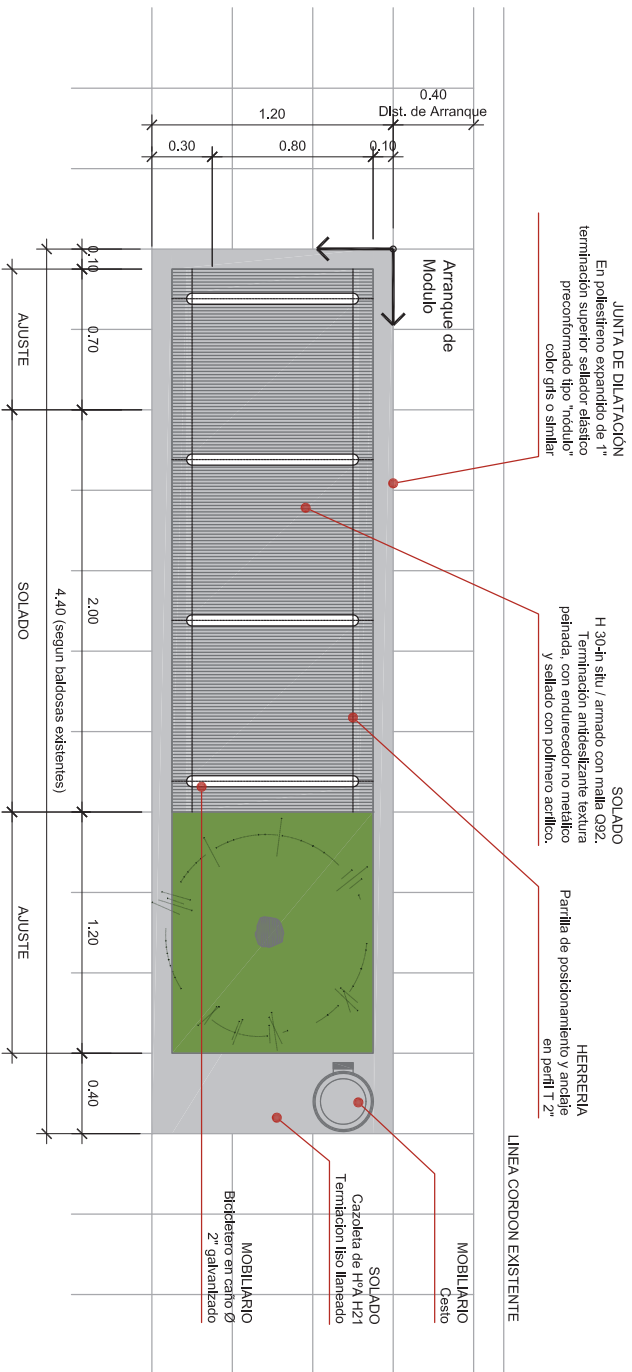 JUNTA DE DILATACIÓN
En poliestireno expandido de 1"
terminación superior sellador elástico
preconformado tipo "nódulo"
color gris o similar
SOLADO
H 30-in situ / armado con malla Q92.
Terminación antideslizante textura
peinada, con endurecedor no metálico
y sellado con polímero acrílico.
HERRERIA
Parrilla de posicionamiento y anclaje
en perfil T 2"
LINEA CORDON EXISTENTE
0.40
Dist. de Arranque
1.20
0.30
0.80
0.10
Arranque de
Modulo
MOBILIARIO
Cesto
SOLADO
Cazoleta de HºA H21
Termiacion liso llaneado
MOBILIARIO
Bicicletero en caño Ø
2" galvanizado
0.10
0.70
2.00
1.20
0.40
4.40 (segun baldosas existentes)
AJUSTE
SOLADO
AJUSTE